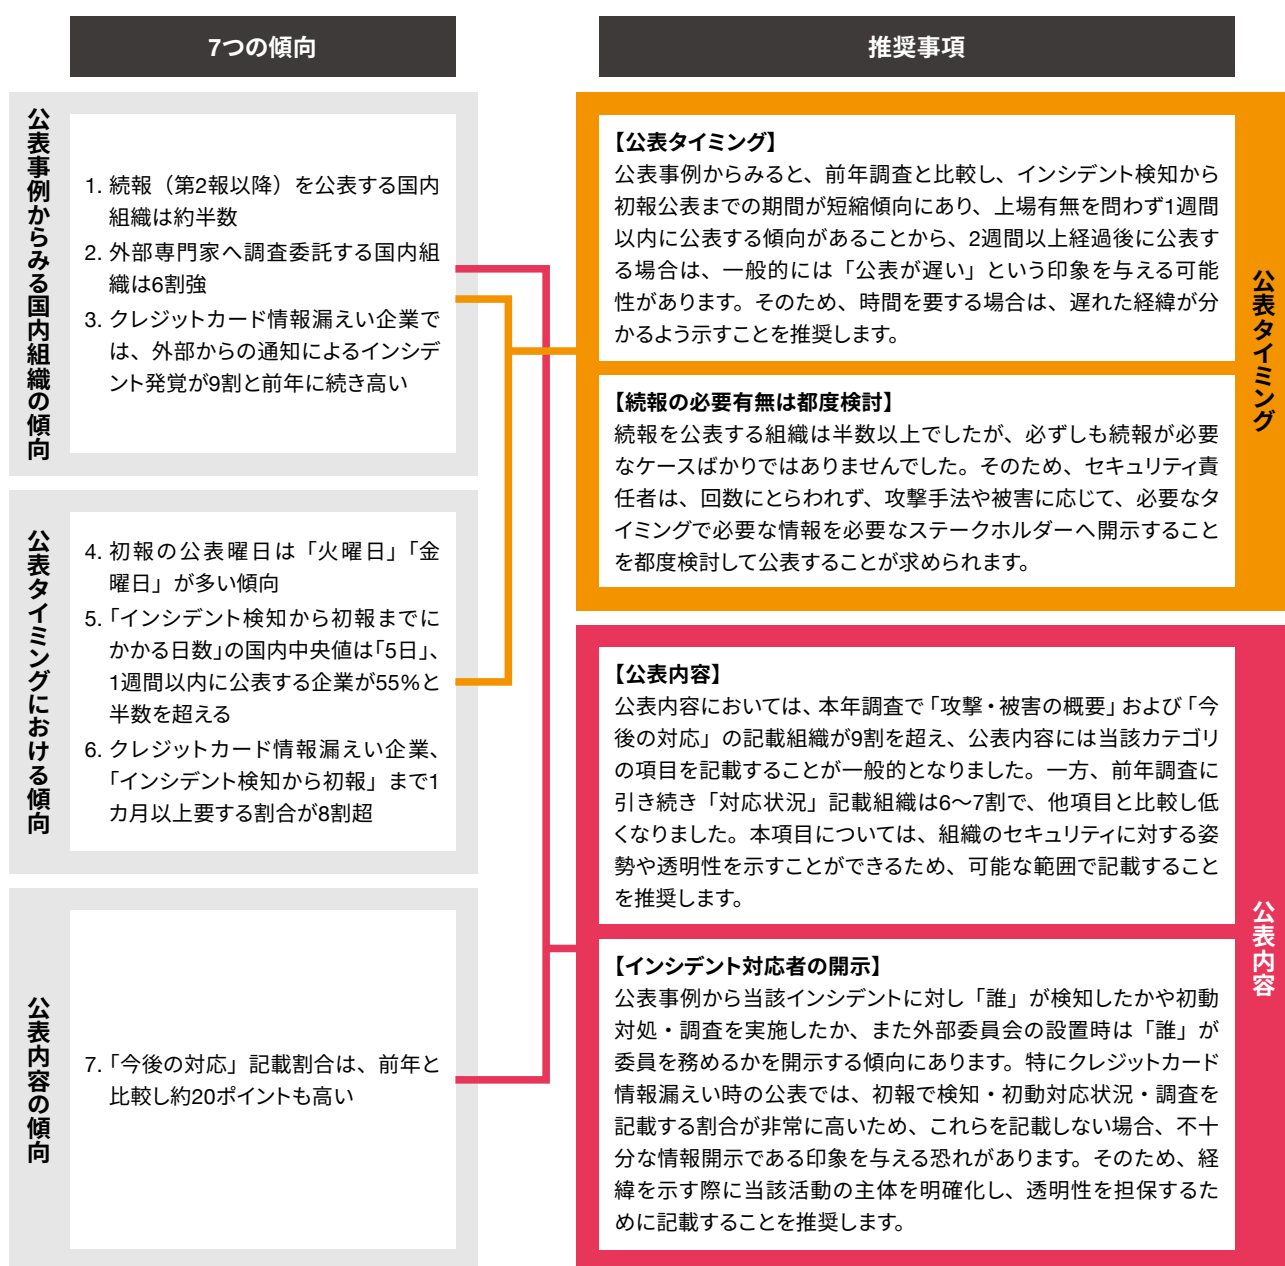 7つの傾向
公表事例からみる国内組織の傾向
1. 続報（第2報以降）を公表する国内
組織は約半数
2. 外部専門家へ調査委託する国内組
織は6割強
3. クレジットカード情報漏えい企業で
は、外部からの通知によるインシデ
ント発覚が9割と前年に続き高い
公表タイミングにおける傾向
4. 初報の公表曜日は「火曜日」「金
曜日」が多い傾向
5. 「インシデント検知から初報までに
かかる日数」の国内中央値は「5日」、
1週間以内に公表する企業が55%と
半数を超える
6. クレジットカード情報漏えい企業、
「インシデント検知から初報」まで1
カ月以上要する割合が8割超
公表内容の傾向
7. 「今後の対応」記載割合は、前年と
比較し約20ポイントも高い
推奨事項
公表タイミング
【公表タイミング】
公表事例からみると、前年調査と比較し、インシデント検知から
初報公表までの期間が短縮傾向にあり、上場有無を問わず1週間
以内に公表する傾向があることから、2週間以上経過後に公表す
る場合は、一般的には「公表が遅い」という印象を与える可能
性があります。そのため、時間を要する場合は、遅れた経緯が分
かるよう示すことを推奨します。
【続報の必要有無は都度検討】
続報を公表する組織は半数以上でしたが、必ずしも続報が必要
なケースばかりではありませんでした。そのため、セキュリティ責
任者は、回数にとらわれず、攻撃手法や被害に応じて、必要なタ
イミングで必要な情報を必要なステークホルダーへ開示すること
を都度検討して公表することが求められます。
公表内容
【公表内容】
公表内容においては、本年調査で「攻撃・被害の概要」および「今
後の対応」の記載組織が9割を超え、公表内容には当該カテゴリ
の項目を記載することが一般的となりました。一方、前年調査に
引き続き「対応状況」記載組織は6〜7割で、他項目と比較し低
くなりました。本項目については、組織のセキュリティに対する姿
勢や透明性を示すことができるため、可能な範囲で記載すること
を推奨します。
【インシデント対応者の開示】
公表事例から当該インシデントに対し「誰」が検知したかや初動
対処・調査を実施したか、また外部委員会の設置時は「誰」が
委員を務めるかを開示する傾向にあります。特にクレジットカード
情報漏えい時の公表では、初報で検知・初動対応状況・調査を
記載する割合が非常に高いため、これらを記載しない場合、不十
分な情報開示である印象を与える恐れがあります。そのため、経
緯を示す際に当該活動の主体を明確化し、透明性を担保するた
めに記載することを推奨します。